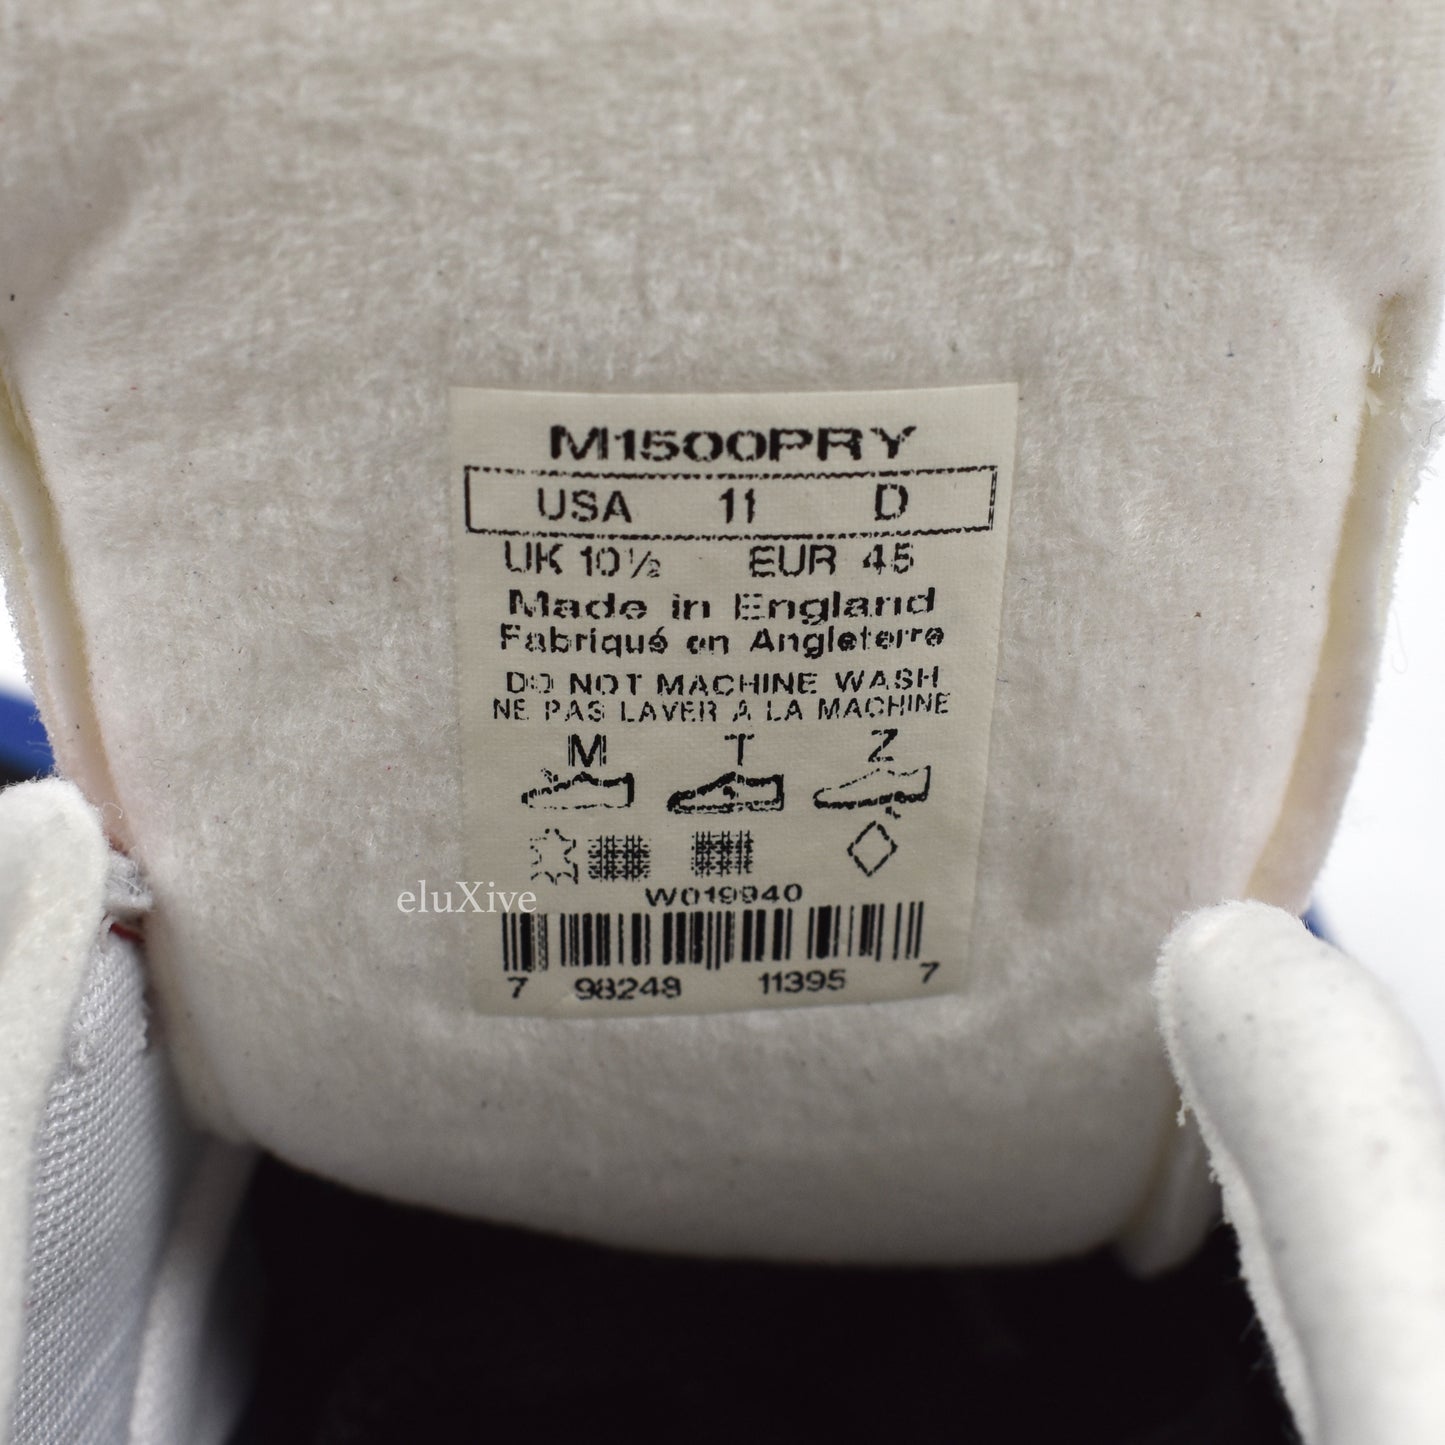 M1500PRY
USA 11 D
UK 10½ EUR 45
Made in England
Fabriqué en Angleterre
DO NOT MACHINE WASH
NE PAS LAVER A LA MACHINE
M T Z
eluXive
W019940
7 98248 11395 7